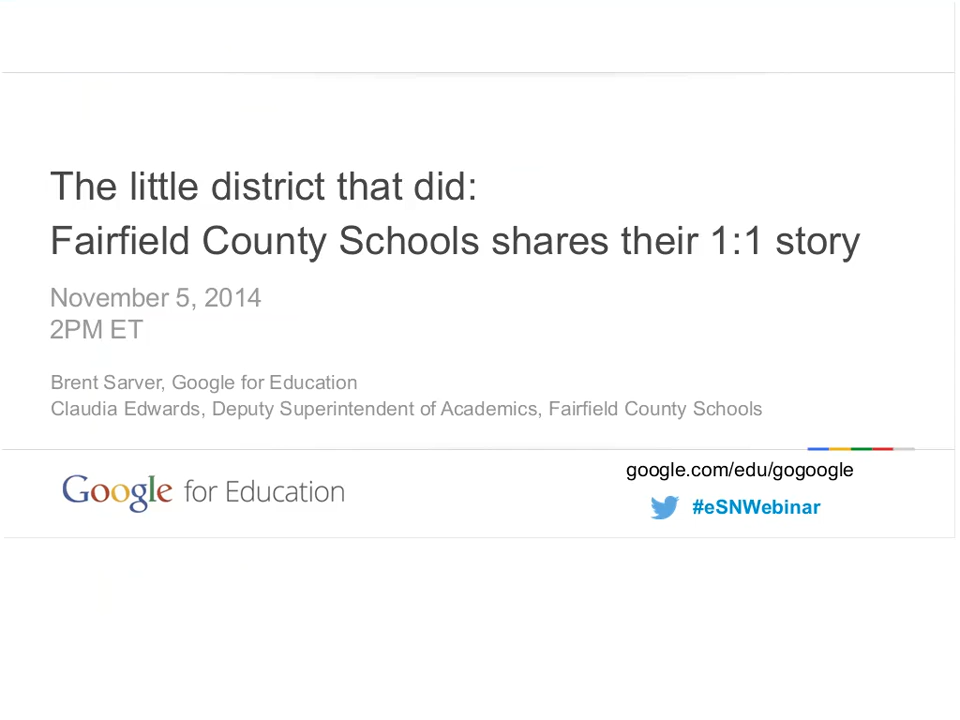 The little district that did:
Fairfield County Schools shares their 1:1 story
November 5, 2014
2PM ET
Brent Sarver, Google for Education
Claudia Edwards, Deputy Superintendent of Academics, Fairfield County Schools
Google for Education
google.com/edu/gogoogle
#eSNWebinar